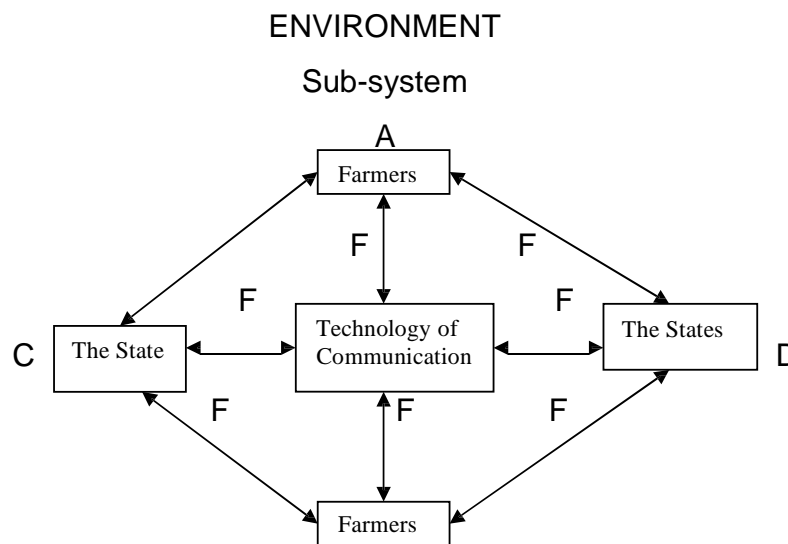 ENVIRONMENT
Sub-system
A
Farmers
F
F
F
F
Technology of
Communication
The States
The State
C
D
F
F
F
Farmers